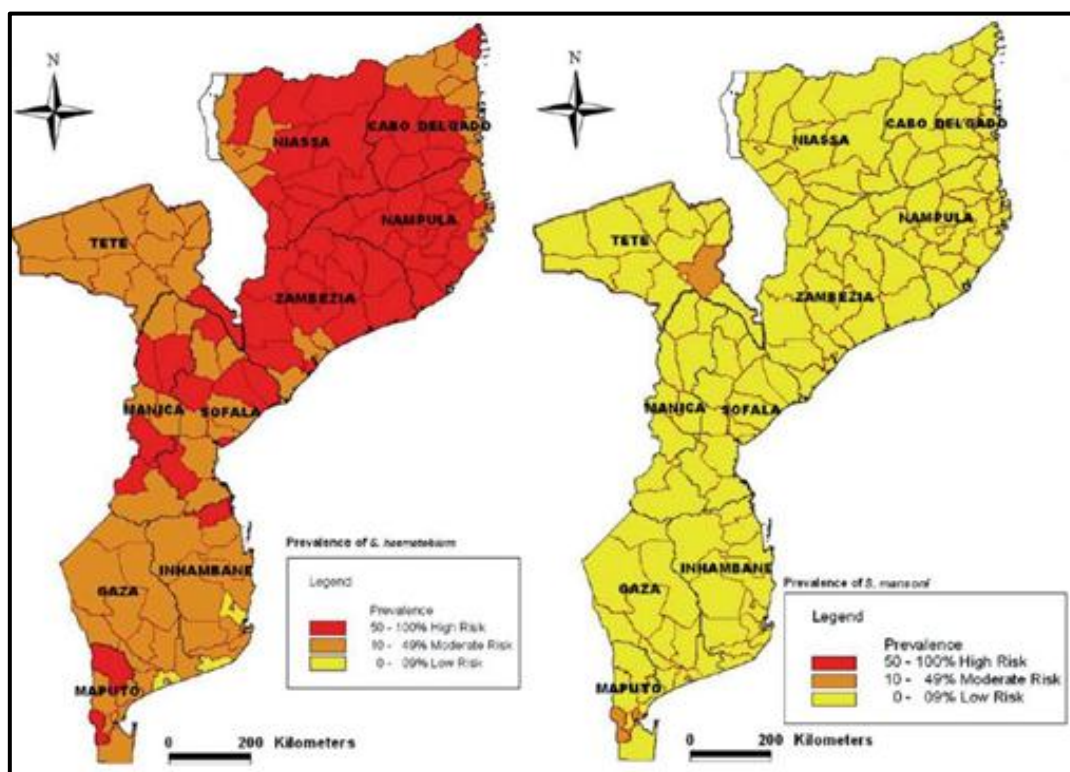 N
CABO DELGADO
NIASSA
NAMPULA
TETE
ZAMBEZIA
MANICA
SOFALA
INHAMBANE
GAZA
MAPUTO
0 200 Kilometers
Prevalence of S. haematobium
Legend
Prevalence
50 - 100% High Risk
10 - 49% Moderate Risk
0 - 09% Low Risk
N
CABO DELGADO
NIASSA
NAMPULA
TETE
ZAMBEZIA
MANICA
SOFALA
INHAMBANE
GAZA
MAPUTO
0 200 Kilometers
Prevalence of S. mansoni
Legend
Prevalence
50 - 100% High Risk
10 - 49% Moderate Risk
0 - 09% Low Risk